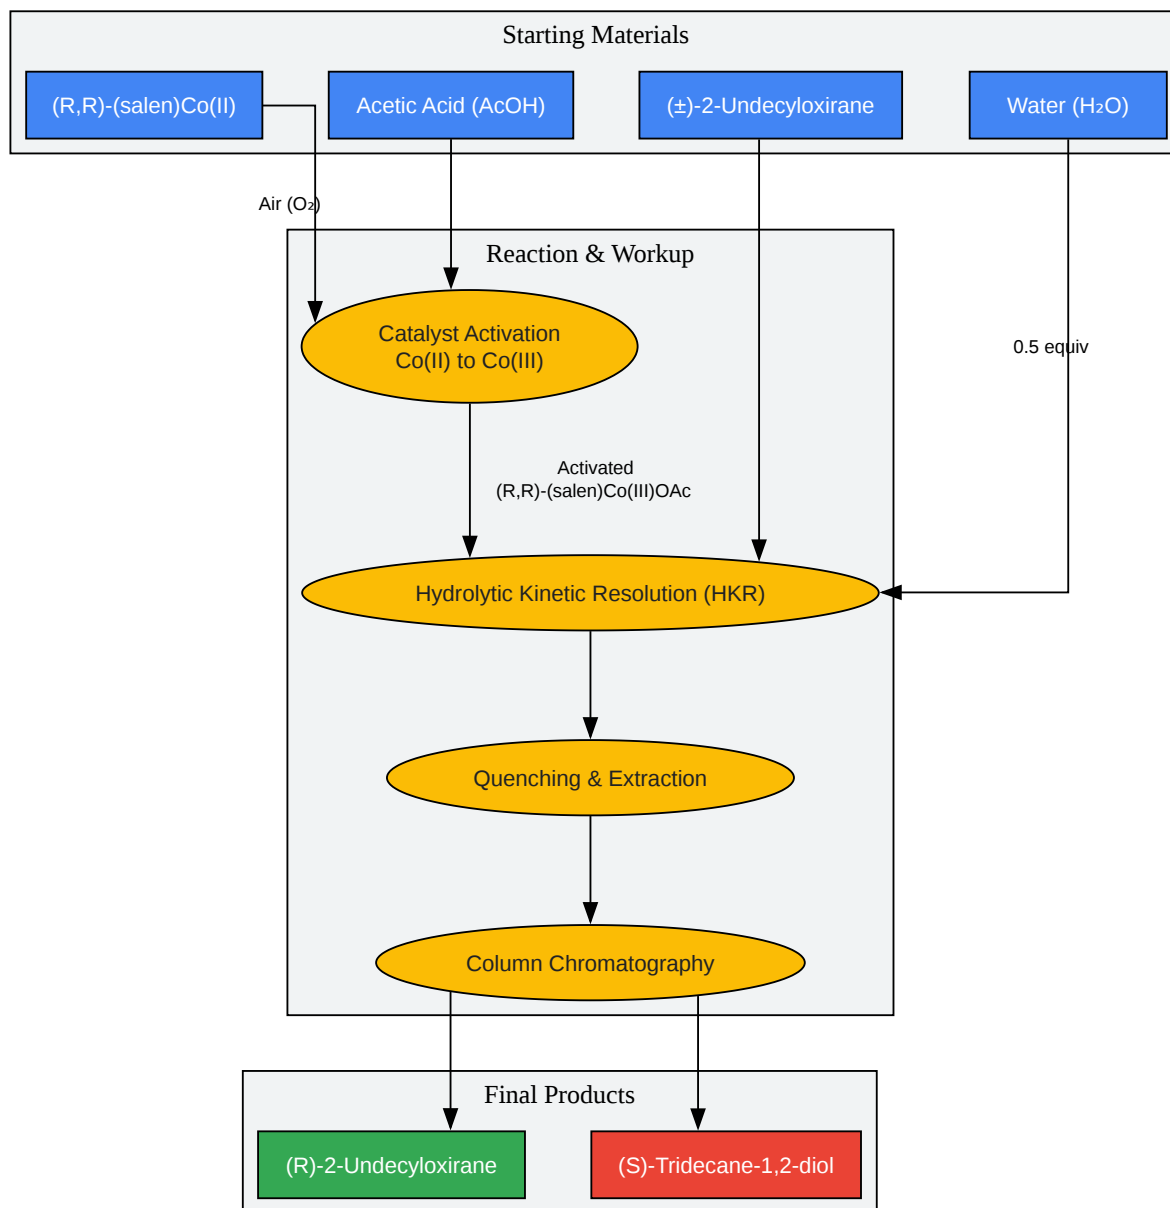 Starting Materials
(R,R)-(salen)Co(II)
Acetic Acid (AcOH)
(±)-2-Undecyloxirane
Water (H₂O)
Air (O₂)
Reaction & Workup
Catalyst Activation
Co(II) to Co(III)
0.5 equiv
Activated
(R,R)-(salen)Co(III)OAc
Hydrolytic Kinetic Resolution (HKR)
Quenching & Extraction
Column Chromatography
Final Products
(R)-2-Undecyloxirane
(S)-Tridecane-1,2-diol